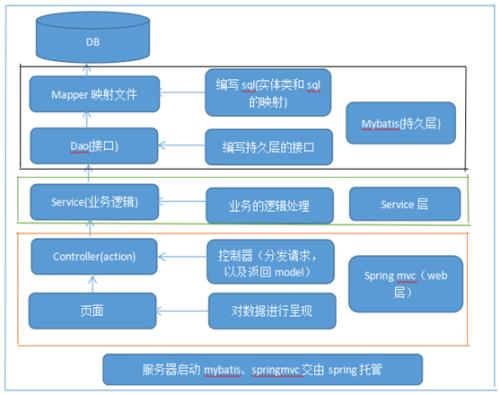 DB
Mapper 映射文件
编写 sql(实体类和 sql
的映射)
Mybatis(持久层)
Dao(接口)
编写持久层的接口
Service(业务逻辑)
业务的逻辑处理
Service 层
Controller(action)
控制器（分发请求，
以及返回 model）
Spring mvc（web
层）
页面
对数据进行呈现
服务器启动 mybatis、springmvc 交由 spring 托管